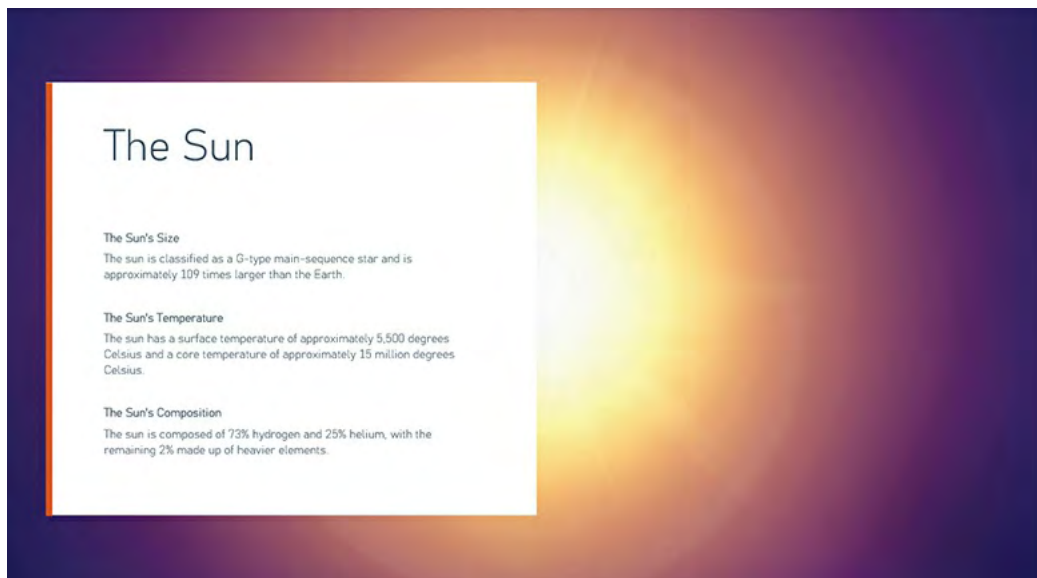 The Sun
The Sun's Size
The sun is classified as a G-type main-sequence star and is
approximately 109 times larger than the Earth.
The Sun's Temperature
The sun has a surface temperature of approximately 5,500 degrees
Celsius and a core temperature of approximately 15 million degrees
Celsius.
The Sun's Composition
The sun is composed of 73% hydrogen and 25% helium, with the
remaining 2% made up of heavier elements.